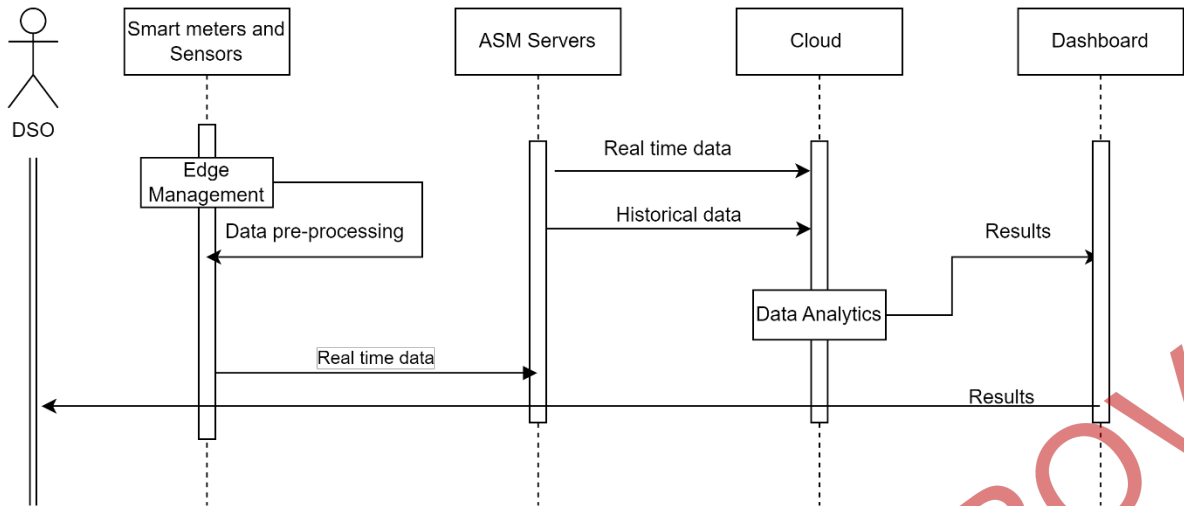 Smart meters and
Sensors
ASM Servers
Cloud
Dashboard
DSO
Real time data
Edge
Management
Historical data
Data pre-processing
Results
Data Analytics
Real time data
Results